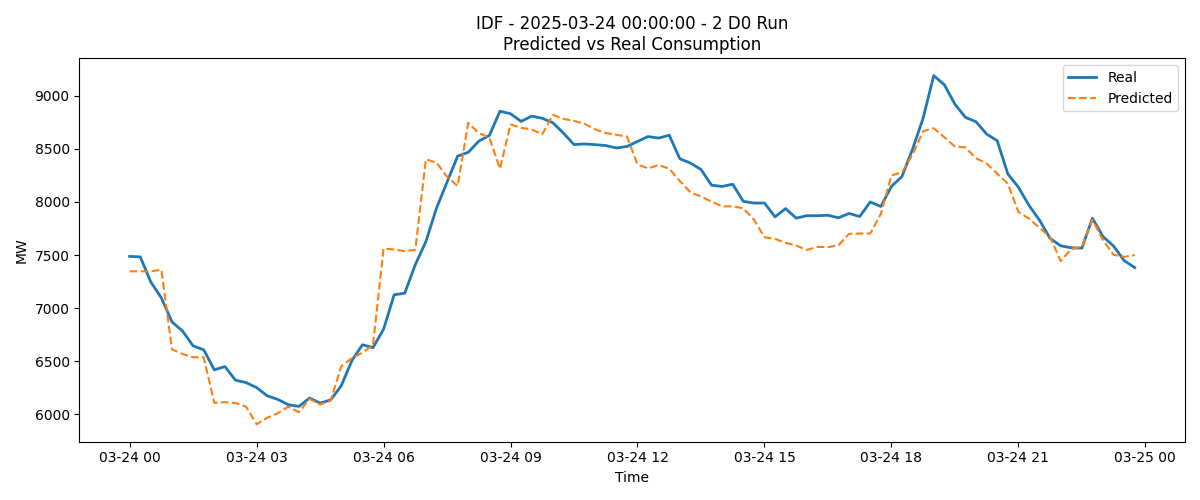 IDF - 2025-03-24 00:00:00 - 2 D0 Run
Predicted vs Real Consumption
Real
Predicted
MW
9000
8500
8000
7500
7000
6500
6000
03-24 00
03-24 03
03-24 06
03-24 09
03-24 12
03-24 15
03-24 18
03-24 21
03-25 00
Time